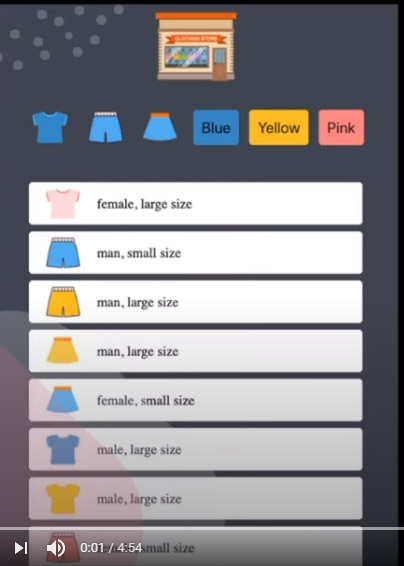 CLOTHING STORE
Blue Yellow Pink
female, large size
man, small size
man, large size
man, large size
female, small size
male, large size
male, large size
0:01 / 4:54 small size